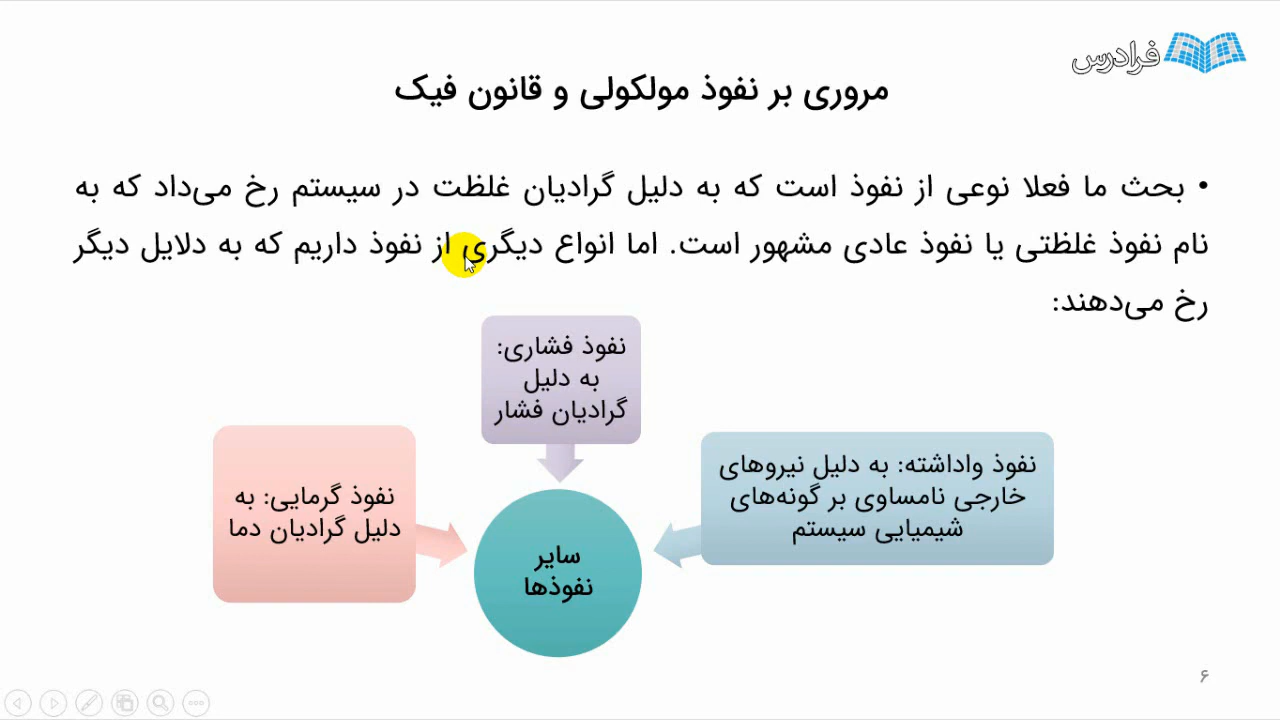 فرادرس
مروری بر نفوذ مولکولی و قانون فیک
• بحث ما فعلا نوعی از نفوذ است که به دلیل گرادیان غلظت در سیستم رخ می‌داد که به
نام نفوذ غلظتی یا نفوذ عادی مشهور است. اما انواع دیگری از نفوذ داریم که به دلایل دیگر
رخ می‌دهند:
نفوذ فشاری:
به دلیل
گرادیان فشار
نفوذ واداشته: به دلیل نیروهای
خارجی نامساوی بر گونه‌های
شیمیایی سیستم
نفوذ گرمایی: به
دلیل گرادیان دما
سایر
نفوذها
۶